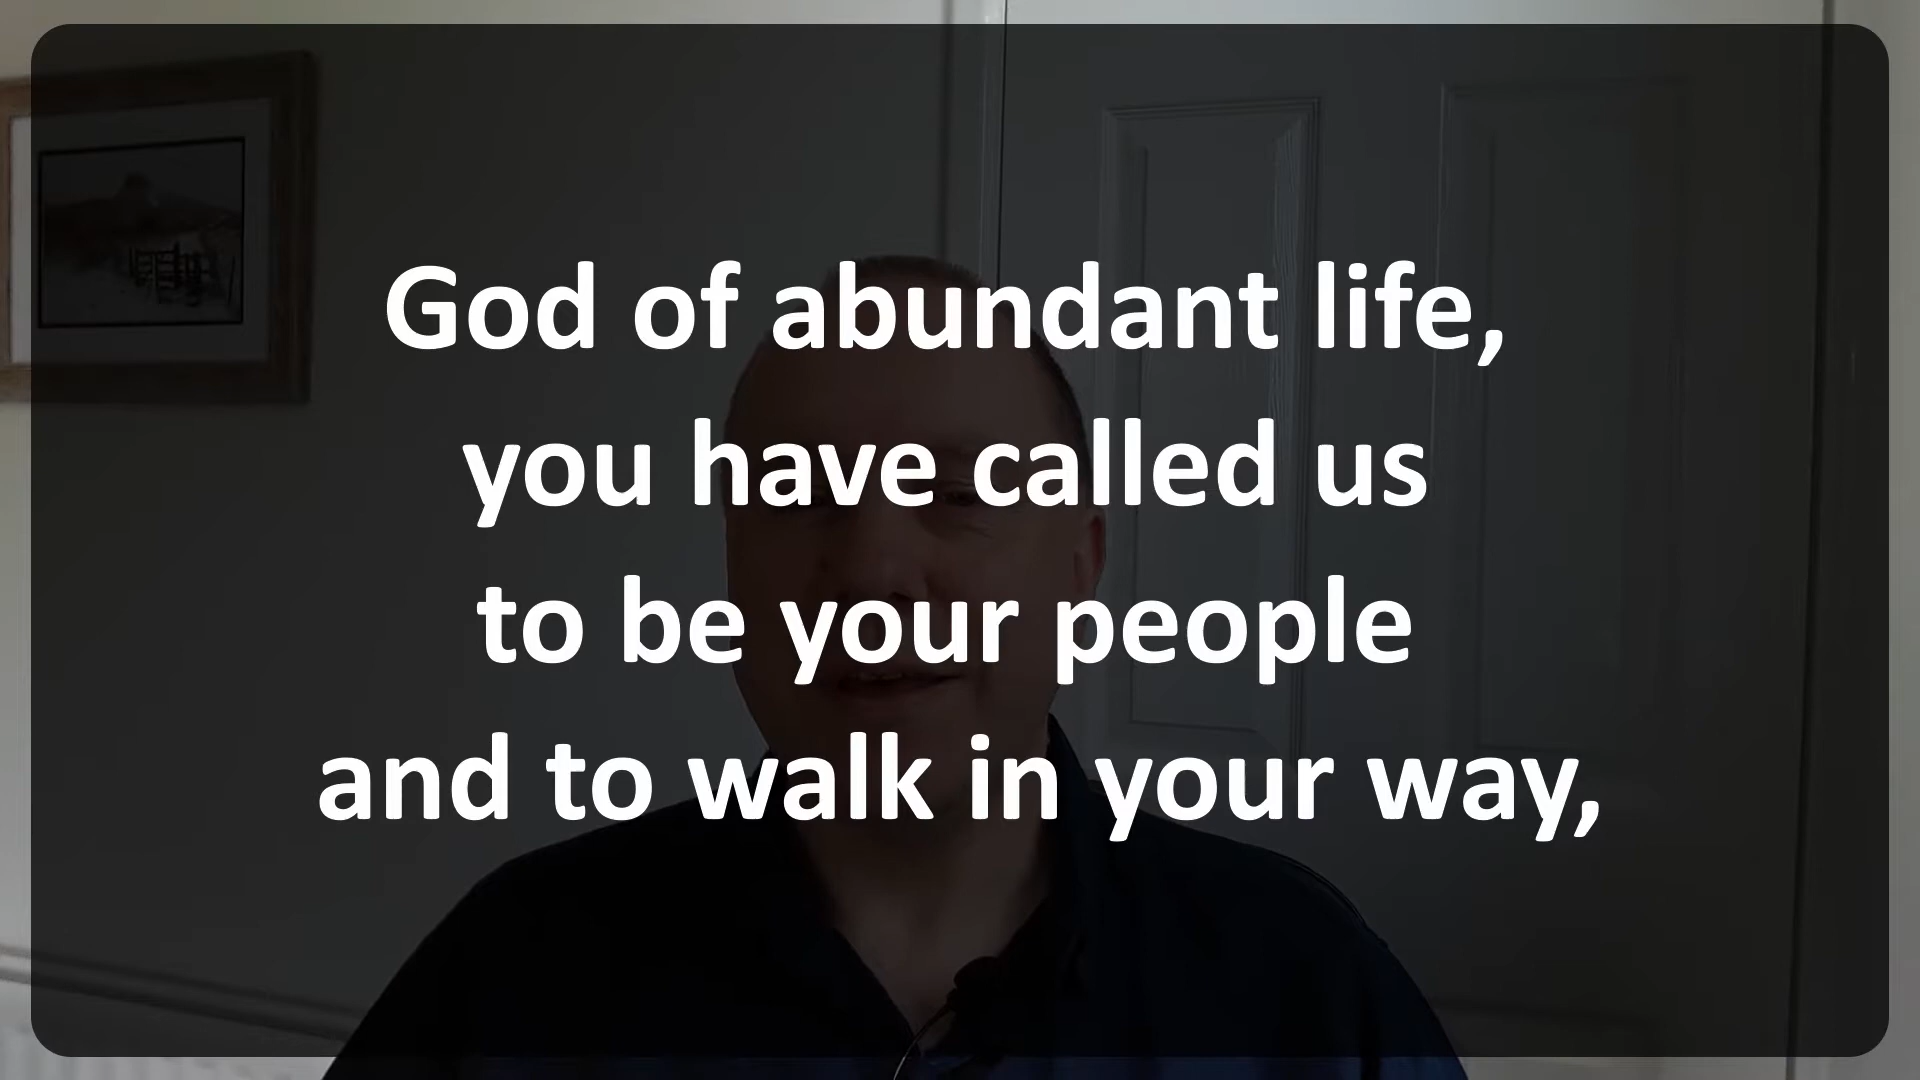 God of abundant life,
you have called us
to be your people
and to walk in your way,